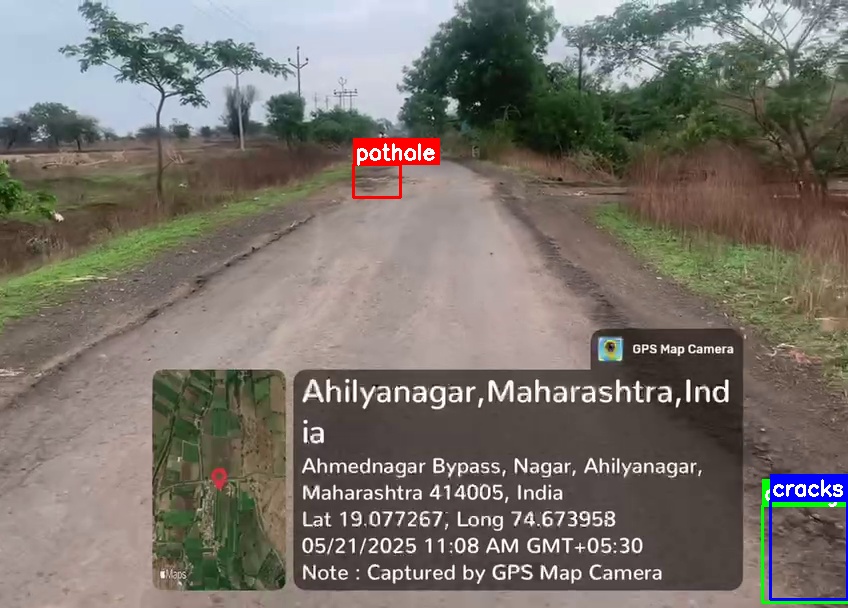 pothole
GPS Map Camera
Ahilyanagar,Maharashtra,Ind
ia
Ahmednagar Bypass, Nagar, Ahilyanagar,
Maharashtra 414005, India
Lat 19.077267, Long 74.673958
05/21/2025 11:08 AM GMT+05:30
Note : Captured by GPS Map Camera
Maps
cracks